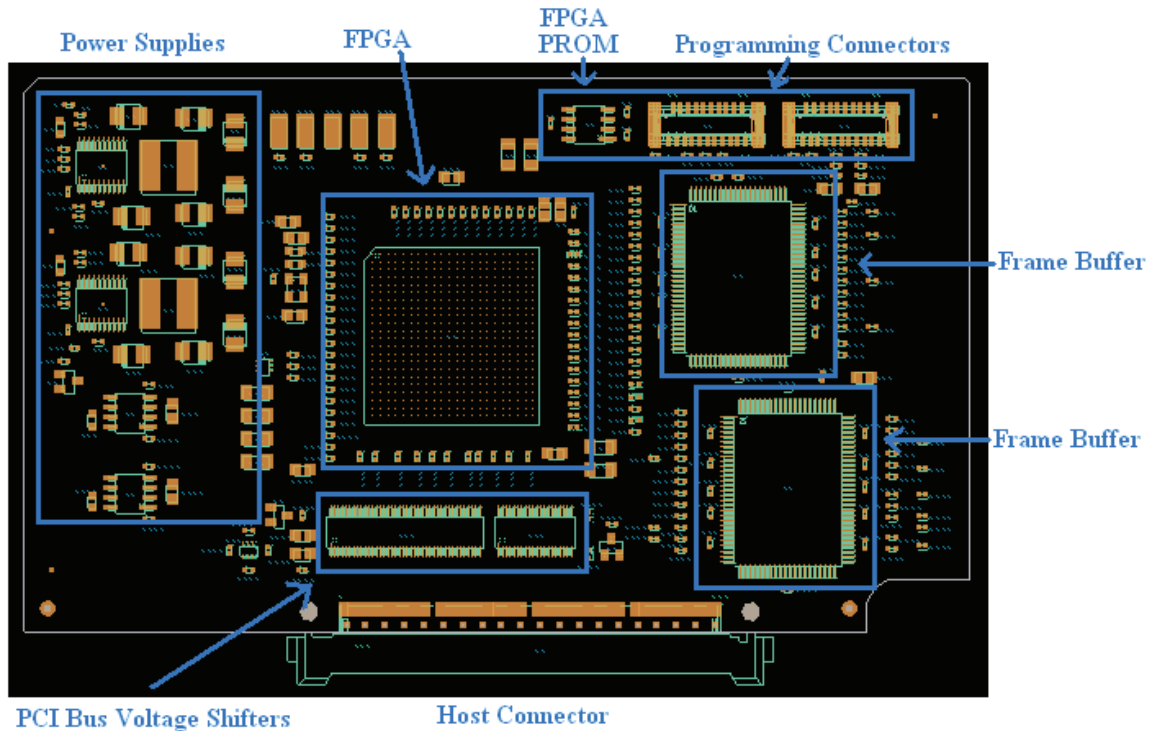 Power Supplies
FPGA
FPGA
PROM
Programming Connectors
Frame Buffer
Frame Buffer
PCI Bus Voltage Shifters
Host Connector